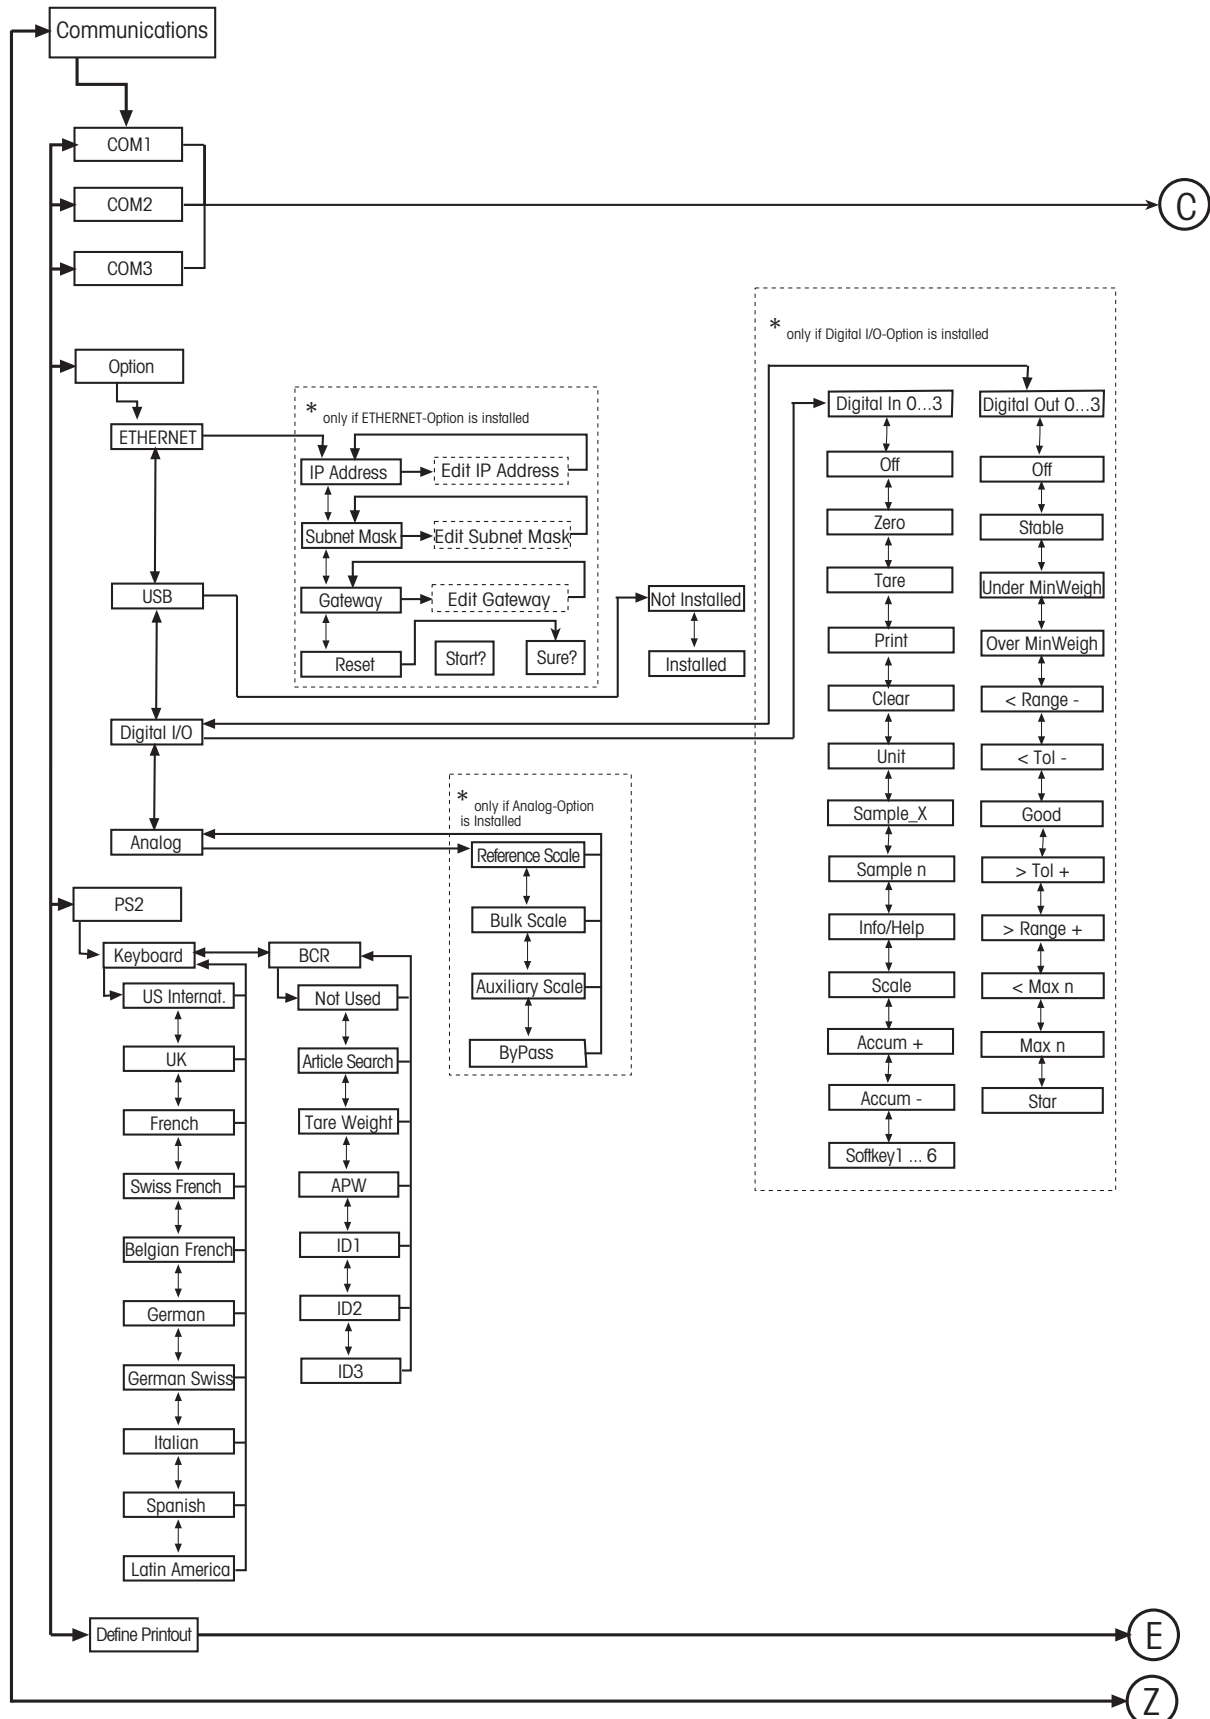 Communications
COM1
COM2
C
COM3
Option
ETHERNET
* only if ETHERNET-Option is installed
IP Address
Edit IP Address
Subnet Mask
Edit Subnet Mask
Gateway
Edit Gateway
Reset
Start?
Sure?
USB
Not Installed
Installed
Digital I/O
Analog
* only if Analog-Option
is Installed
Reference Scale
Bulk Scale
Auxiliary Scale
ByPass
* only if Digital I/O-Option is installed
Digital In 0...3
Off
Zero
Tare
Print
Clear
Unit
Sample_X
Sample n
Info/Help
Scale
Accum +
Accum -
Softkey1 ... 6
Digital Out 0...3
Off
Stable
Under MinWeigh
Over MinWeigh
< Range -
< Tol -
Good
> Tol +
> Range +
< Max n
Max n
Star
PS2
Keyboard
US Internat.
UK
French
Swiss French
Belgian French
German
German Swiss
Italian
Spanish
Latin America
BCR
Not Used
Article Search
Tare Weight
APW
ID1
ID2
ID3
Define Printout
E
Z